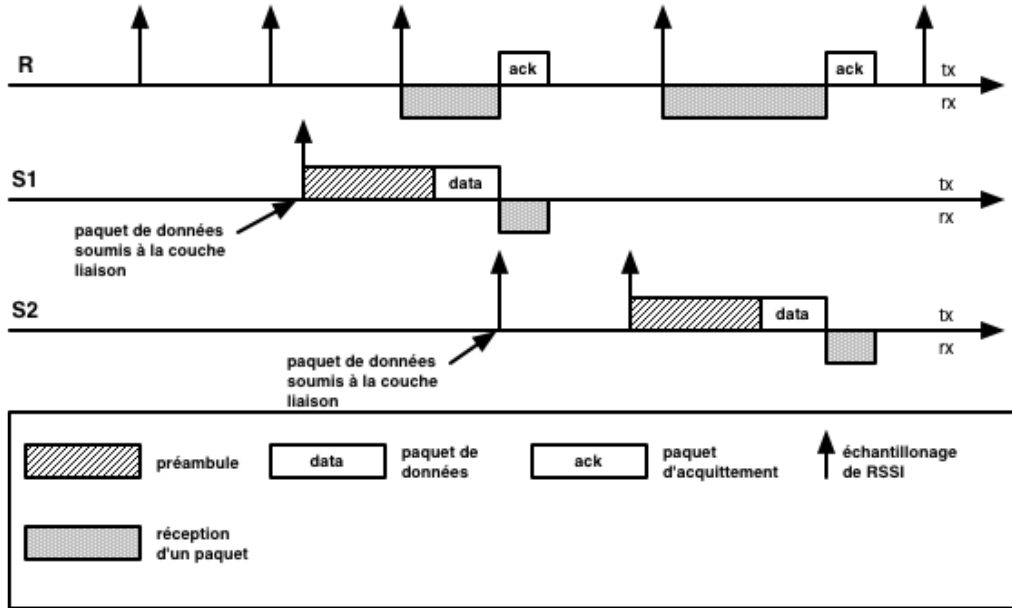 R
ack
ack
tx
rx
S1
data
tx
rx
paquet de données
soumis à la couche
liaison
S2
data
tx
rx
paquet de données
soumis à la couche
liaison
préambule
data
paquet de
données
ack
paquet
d'acquittement
échantillonage
de RSSI
réception
d'un paquet